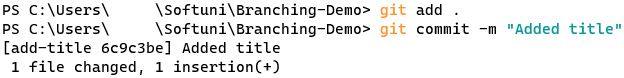 PS C:\Users\     \Softuni\Branching-Demo> git add .
PS C:\Users\     \Softuni\Branching-Demo> git commit -m "Added title"
[add-title 6c9c3be] Added title
 1 file changed, 1 insertion(+)